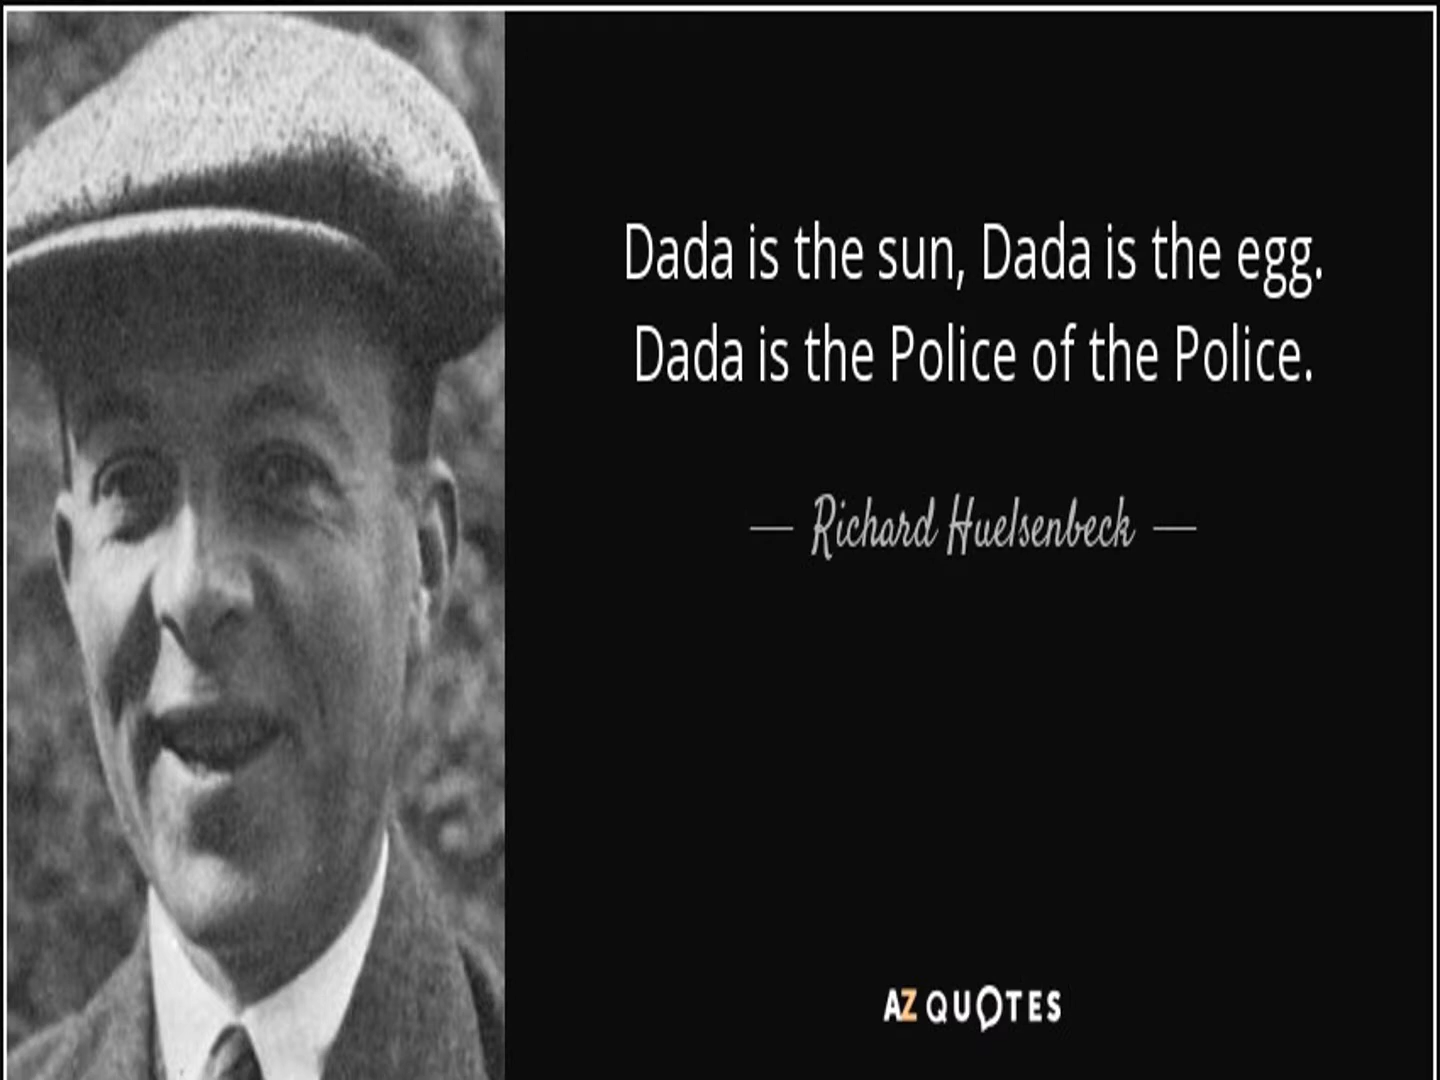 Dada is the sun, Dada is the egg.
Dada is the Police of the Police.
— Richard Huelsenbeck —
AZ QUOTES